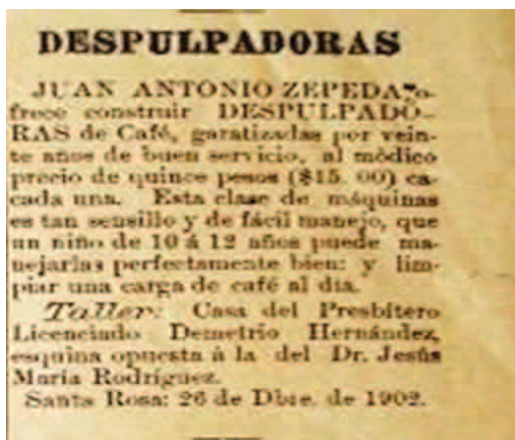 DESPULPADORAS
JUAN ANTONIO ZEPEDA, o-
frece construir DESPULPADO-
RAS de Café, garatizadas por vein-
te años de buen servicio, al módico
precio de quince pesos ($15. 00) ca-
cada una. Esta clase de máquinas
es tan sensillo y de fácil manejo, que
un niño de 10 á 12 años puede ma-
nejarlas perfectamente bien: y lim-
piar una carga de café al dia.
Taller: Casa del Presbítero
Licenciado Demetrio Hernández,
esquina opuesta á la del Dr. Jesús
María Rodríguez.
Santa Rosa: 26 de Dbre. de 1902.